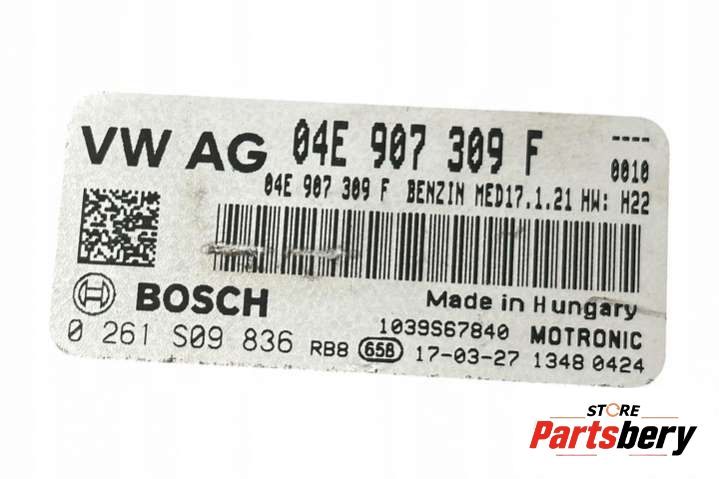 VW AG 04E 907 309 F ----
0010
04E 907 309 F BENZIN MED17.1.21 HW: H22
BOSCH
Made in Hungary
1039S67840 MOTRONIC
0 261 S09 836 RB8 658 17-03-27 1348 0424
STORE
Partsbery